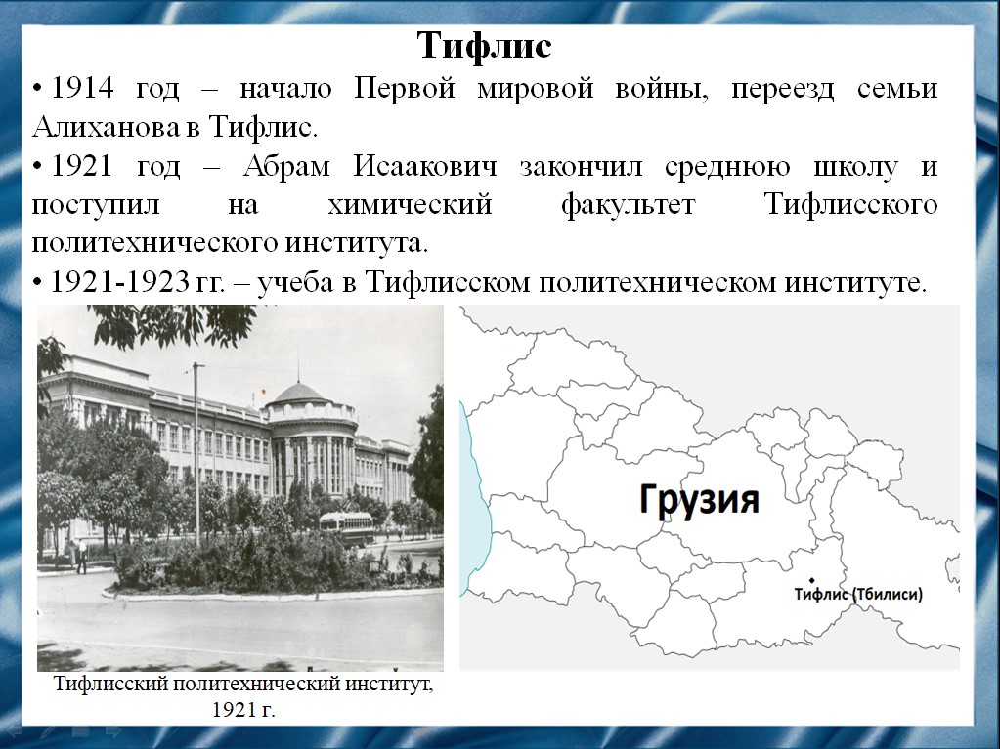 Тифлис
• 1914 год – начало Первой мировой войны, переезд семьи
Алиханова в Тифлис.
• 1921 год – Абрам Исаакович закончил среднюю школу и
поступил на химический факультет Тифлисского
политехнического института.
• 1921-1923 гг. – учеба в Тифлисском политехническом институте.
Грузия
Тифлис (Тбилиси)
Тифлисский политехнический институт,
1921 г.